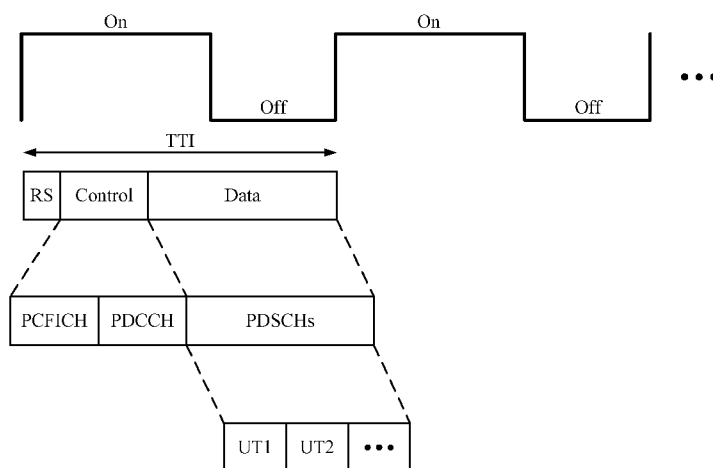 On On
Off Off
TTI
RS Control Data
PCFICH PDCCH PDSCHs
UT1 UT2